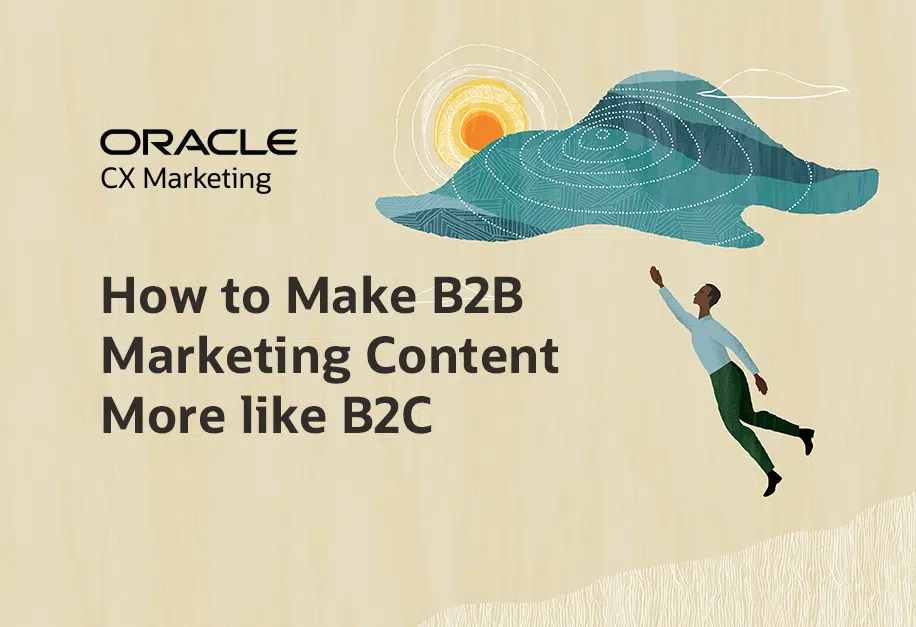 ORACLE
CX Marketing
How to Make B2B
Marketing Content
More like B2C